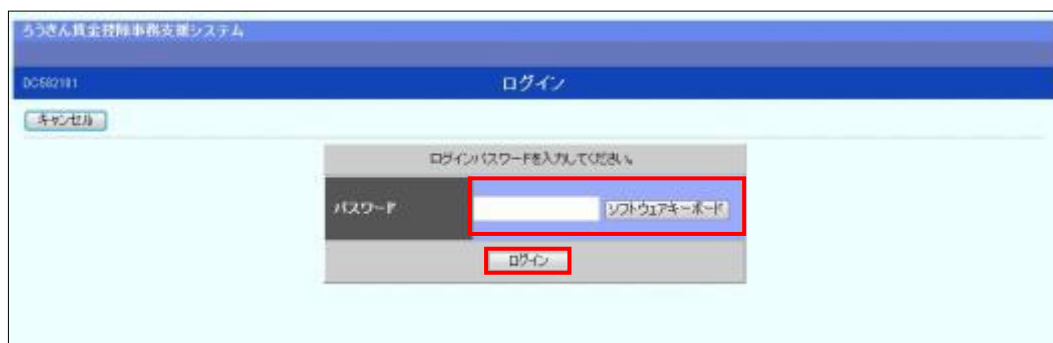 ろうきん賃金控除事務支援システム
DC582101
ログイン
キャンセル
ログインパスワードを入力してください。
パスワード
ソフトウェアキーボード
ログイン